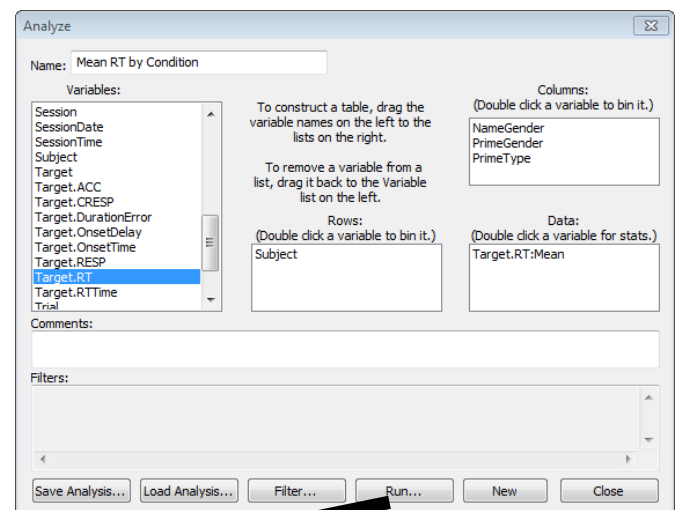 Analyze
Name: Mean RT by Condition
Variables:
Session
SessionDate
SessionTime
Subject
Target
Target.ACC
Target.CRESP
Target.DurationError
Target.OnsetDelay
Target.OnsetTime
Target.RESP
Target.RT
Target.RTTime
Trial
To construct a table, drag the
variable names on the left to the
lists on the right.
To remove a variable from a
list, drag it back to the Variable
list on the left.
Columns:
(Double click a variable to bin it.)
NameGender
PrimeGender
PrimeType
Rows:
(Double click a variable to bin it.)
Subject
Data:
(Double click a variable for stats.)
Target.RT:Mean
Comments:
Filters:
Save Analysis... Load Analysis... Filter... Run... New Close